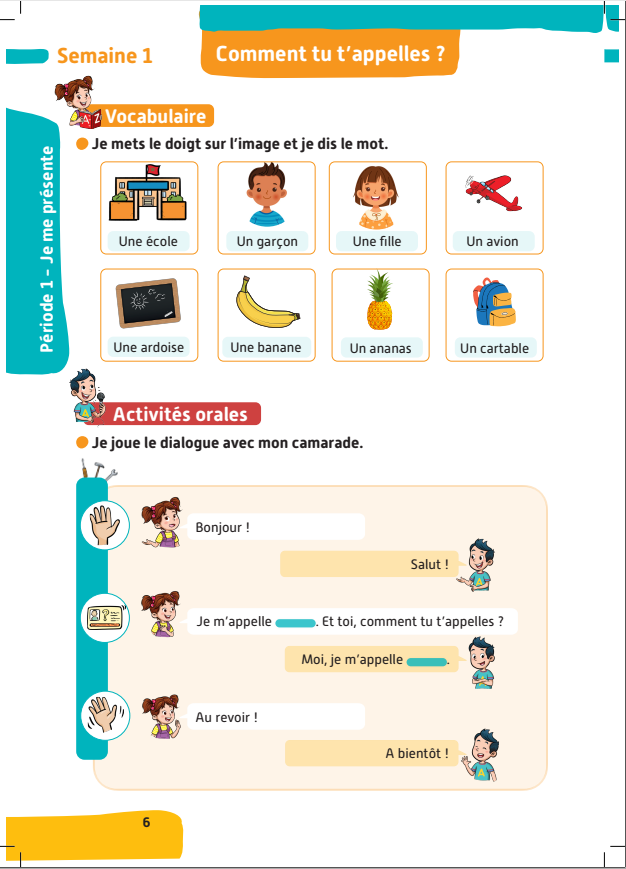 Semaine 1
Comment tu t'appelles ?
Période 1 – Je me présente
A Z
Vocabulaire
Je mets le doigt sur l'image et je dis le mot.
Une école
Un garçon
Une fille
Un avion
Une ardoise
Une banane
Un ananas
Un cartable
Activités orales
Je joue le dialogue avec mon camarade.
Bonjour !
Salut !
Je m'appelle . Et toi, comment tu t'appelles ?
Moi, je m'appelle .
Au revoir !
A bientôt !
6